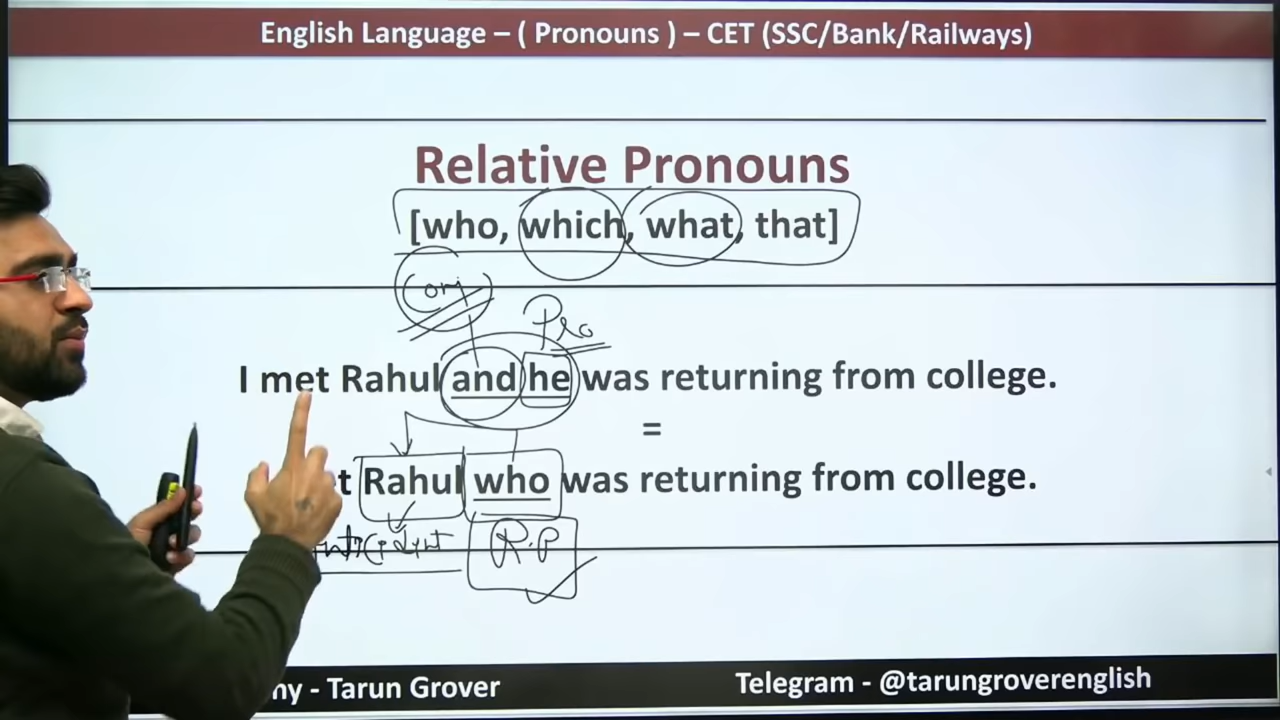 English Language – ( Pronouns ) – CET (SSC/Bank/Railways)
Relative Pronouns
[who, which, what, that]
(Conj)
Pro
I met Rahul and he was returning from college.
=
t Rahul who was returning from college.
R.P
my - Tarun Grover
Telegram - @tarungroverenglish